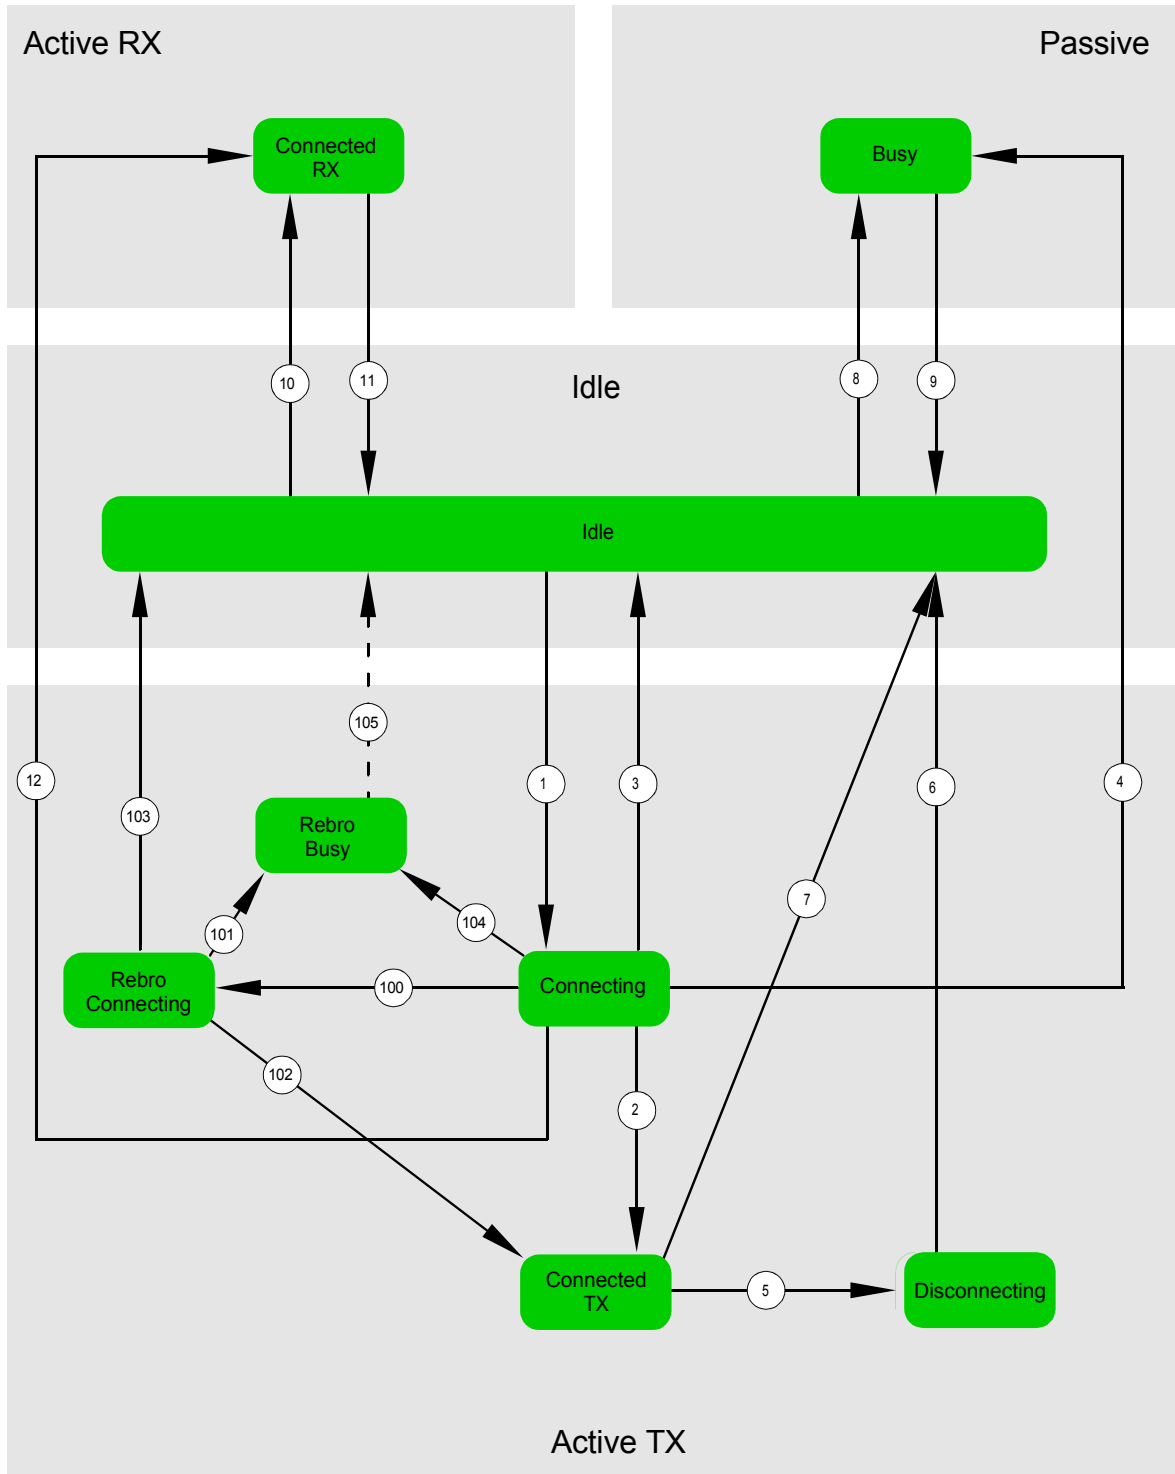 Active RX
Passive
Connected
RX
Busy
10
11
8
9
Idle
Idle
105
12
1
3
6
4
103
Rebro
Busy
7
101
104
Rebro
Connecting
100
Connecting
102
2
Connected
TX
5
Disconnecting
Active TX